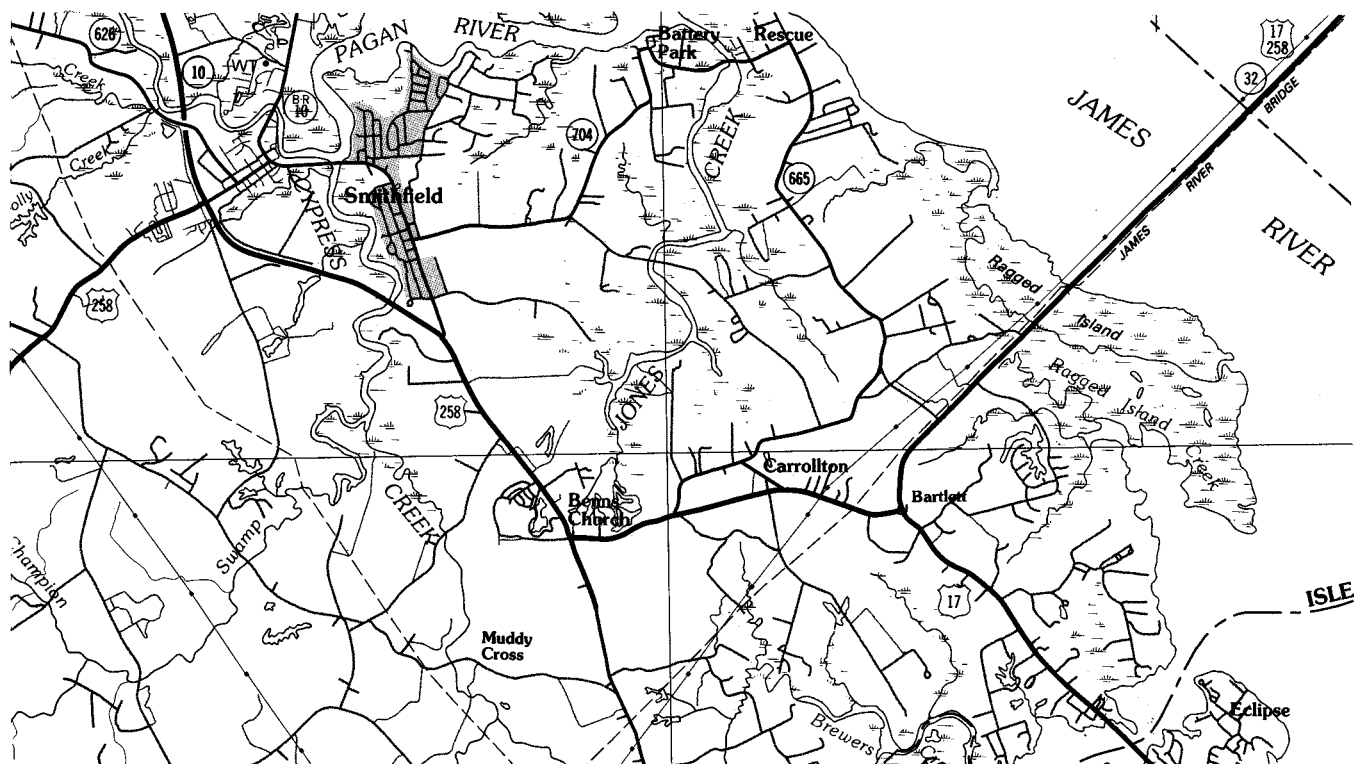 620
PAGAN RIVER
Battery
Park
Rescue
17
258
10
WT
32
Creek
BR
10
JAMES
BRIDGE
704
CREEK
Creek
665
RIVER
olly
Smithfield
CYPRESS
JAMES
RIVER
Ragged
258
Island
Ragged
Island
JONES
258
Carrollton
Creek
Bartlett
Benns
Church
CREEK
Swamp
Champion
17
ISLE
Muddy
Cross
Eclipse
Brewers